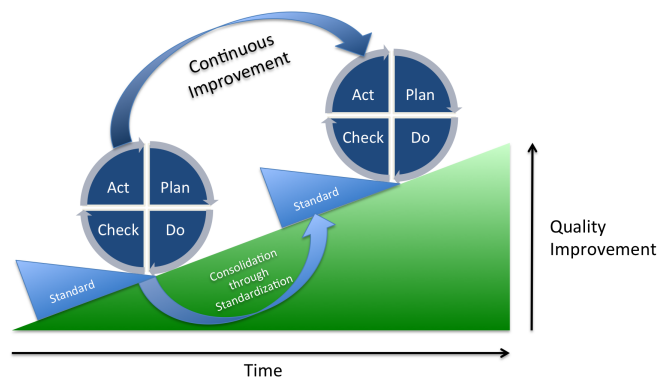 Continuous
Improvement
Act
Plan
Check
Do
Act
Plan
Check
Do
Standard
Standard
Consolidation
through
Standardization
Quality
Improvement
Time